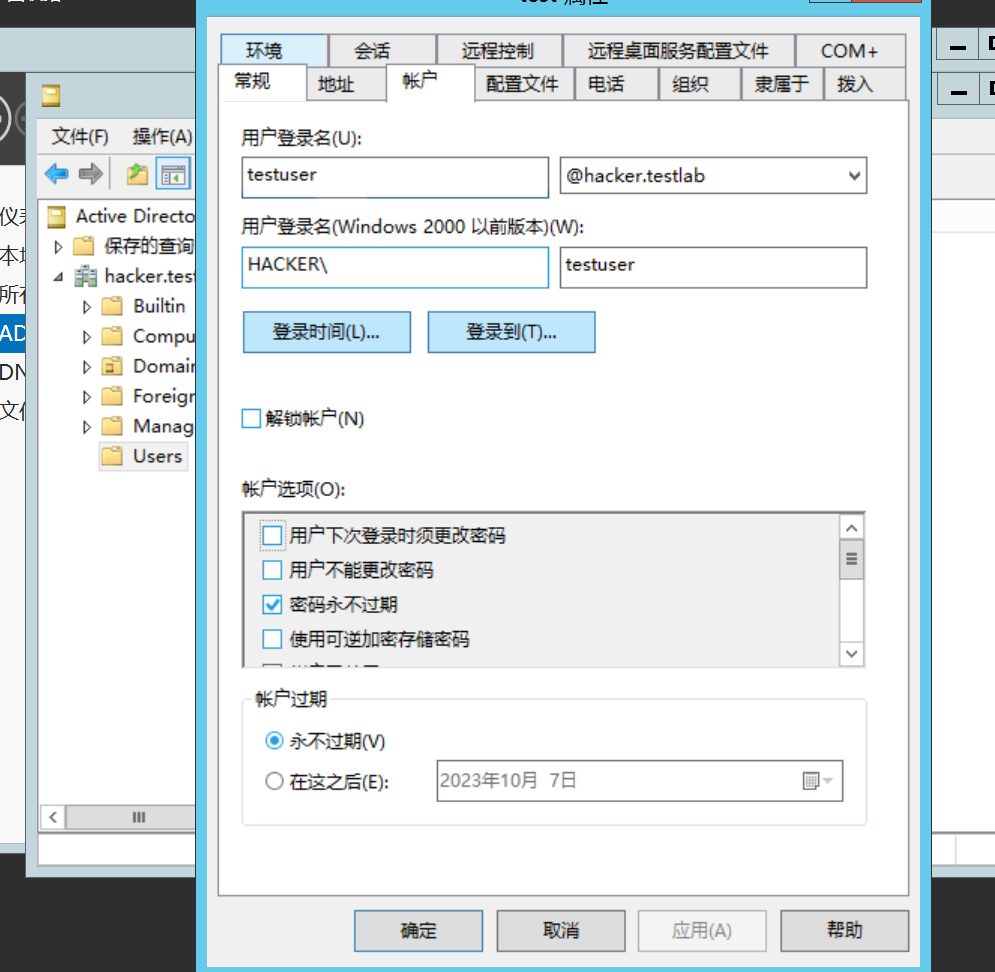 test 属性
环境 会话 远程控制 远程桌面服务配置文件 COM+
常规 地址 帐户 配置文件 电话 组织 隶属于 拨入
文件(F) 操作(A)
用户登录名(U):
testuser @hacker.testlab
用户登录名(Windows 2000 以前版本)(W):
HACKER\ testuser
登录时间(L)... 登录到(T)...
解锁帐户(N)
帐户选项(O):
用户下次登录时须更改密码
用户不能更改密码
密码永不过期
使用可逆加密存储密码
帐户过期
永不过期(V)
在这之后(E): 2023年10月 7日
确定 取消 应用(A) 帮助
Active Directo
保存的查询
hacker.test
Builtin
Compu
Domain
Foreign
Manag
Users
本地
所有
AD
DN
文件